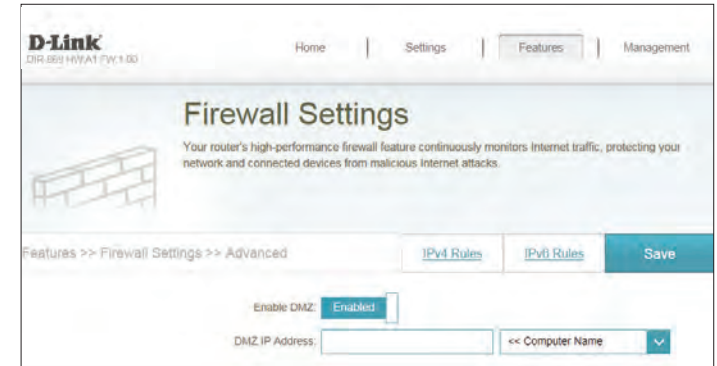 D-Link
DIR-869 HW:A1 FW:1.00
Home | Settings | Features | Management
Firewall Settings
Your router's high-performance firewall feature continuously monitors Internet traffic, protecting your
network and connected devices from malicious Internet attacks.
Features >> Firewall Settings >> Advanced
IPv4 Rules
IPv6 Rules
Save
Enable DMZ: Enabled
DMZ IP Address: << Computer Name